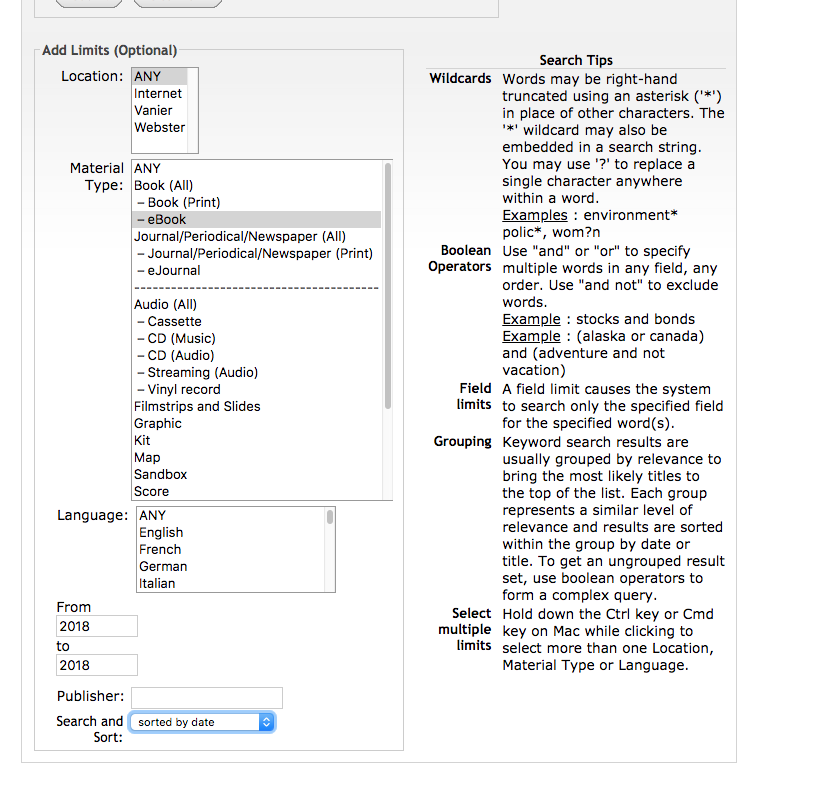 Add Limits (Optional)
Location:
ANY
Internet
Vanier
Webster
Material
Type:
ANY
Book (All)
– Book (Print)
– eBook
Journal/Periodical/Newspaper (All)
– Journal/Periodical/Newspaper (Print)
– eJournal
-----------------------------------------
Audio (All)
– Cassette
– CD (Music)
– CD (Audio)
– Streaming (Audio)
– Vinyl record
Filmstrips and Slides
Graphic
Kit
Map
Sandbox
Score
Language:
ANY
English
French
German
Italian
From
2018
to
2018
Publisher:
Search and
Sort:
sorted by date
Search Tips
Wildcards
Words may be right-hand
truncated using an asterisk ('*')
in place of other characters. The
'*' wildcard may also be
embedded in a search string.
You may use '?' to replace a
single character anywhere
within a word.
Examples : environment*
polic*, wom?n
Boolean
Operators
Use "and" or "or" to specify
multiple words in any field, any
order. Use "and not" to exclude
words.
Example : stocks and bonds
Example : (alaska or canada)
and (adventure and not
vacation)
Field
limits
A field limit causes the system
to search only the specified field
for the specified word(s).
Grouping
Keyword search results are
usually grouped by relevance to
bring the most likely titles to
the top of the list. Each group
represents a similar level of
relevance and results are sorted
within the group by date or
title. To get an ungrouped result
set, use boolean operators to
form a complex query.
Select
multiple
limits
Hold down the Ctrl key or Cmd
key on Mac while clicking to
select more than one Location,
Material Type or Language.